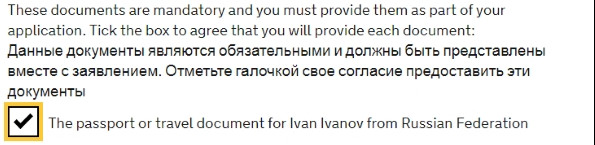 These documents are mandatory and you must provide them as part of your
application. Tick the box to agree that you will provide each document:
Данные документы являются обязательными и должны быть представлены
вместе с заявлением. Отметьте галочкой свое согласие предоставить эти
документы
The passport or travel document for Ivan Ivanov from Russian Federation